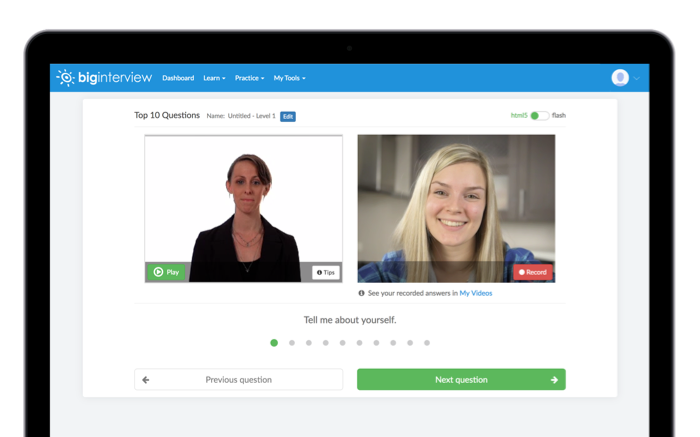 biginterview Dashboard Learn Practice My Tools
Top 10 Questions Name: Untitled - Level 1 Edit html5 flash
Play Tips Record
See your recorded answers in My Videos
Tell me about yourself.
Previous question Next question